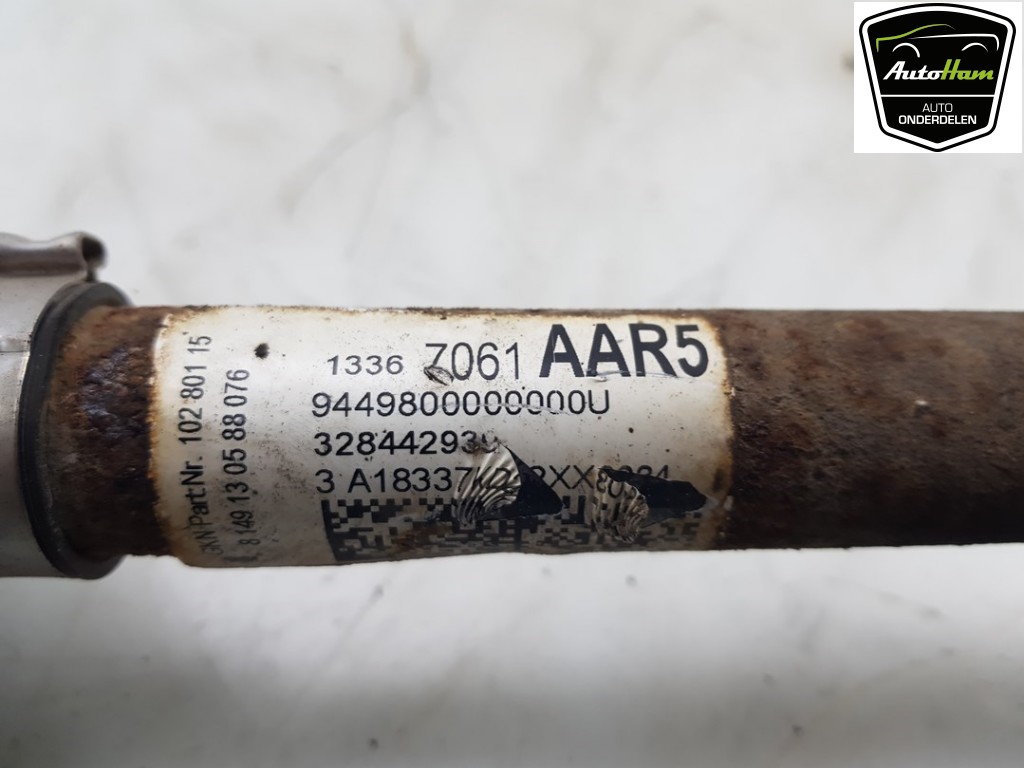 AutoHam
AUTO
ONDERDELEN
1336 7061 AAR5
9449800000000U
32844293
3 A18337
GKN Part.Nr. 102 801 15
8 149 13 05 88 076